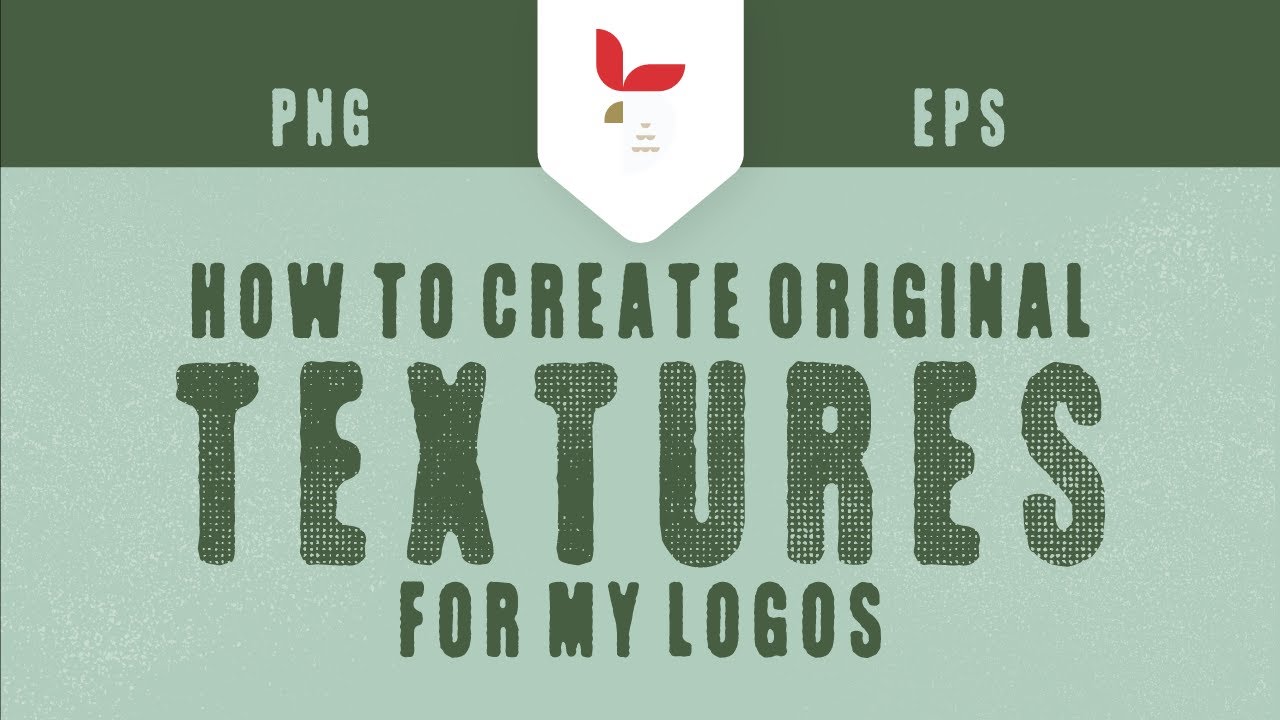 PNG
EPS
HOW TO CREATE ORIGINAL
TEXTURES
FOR MY LOGOS